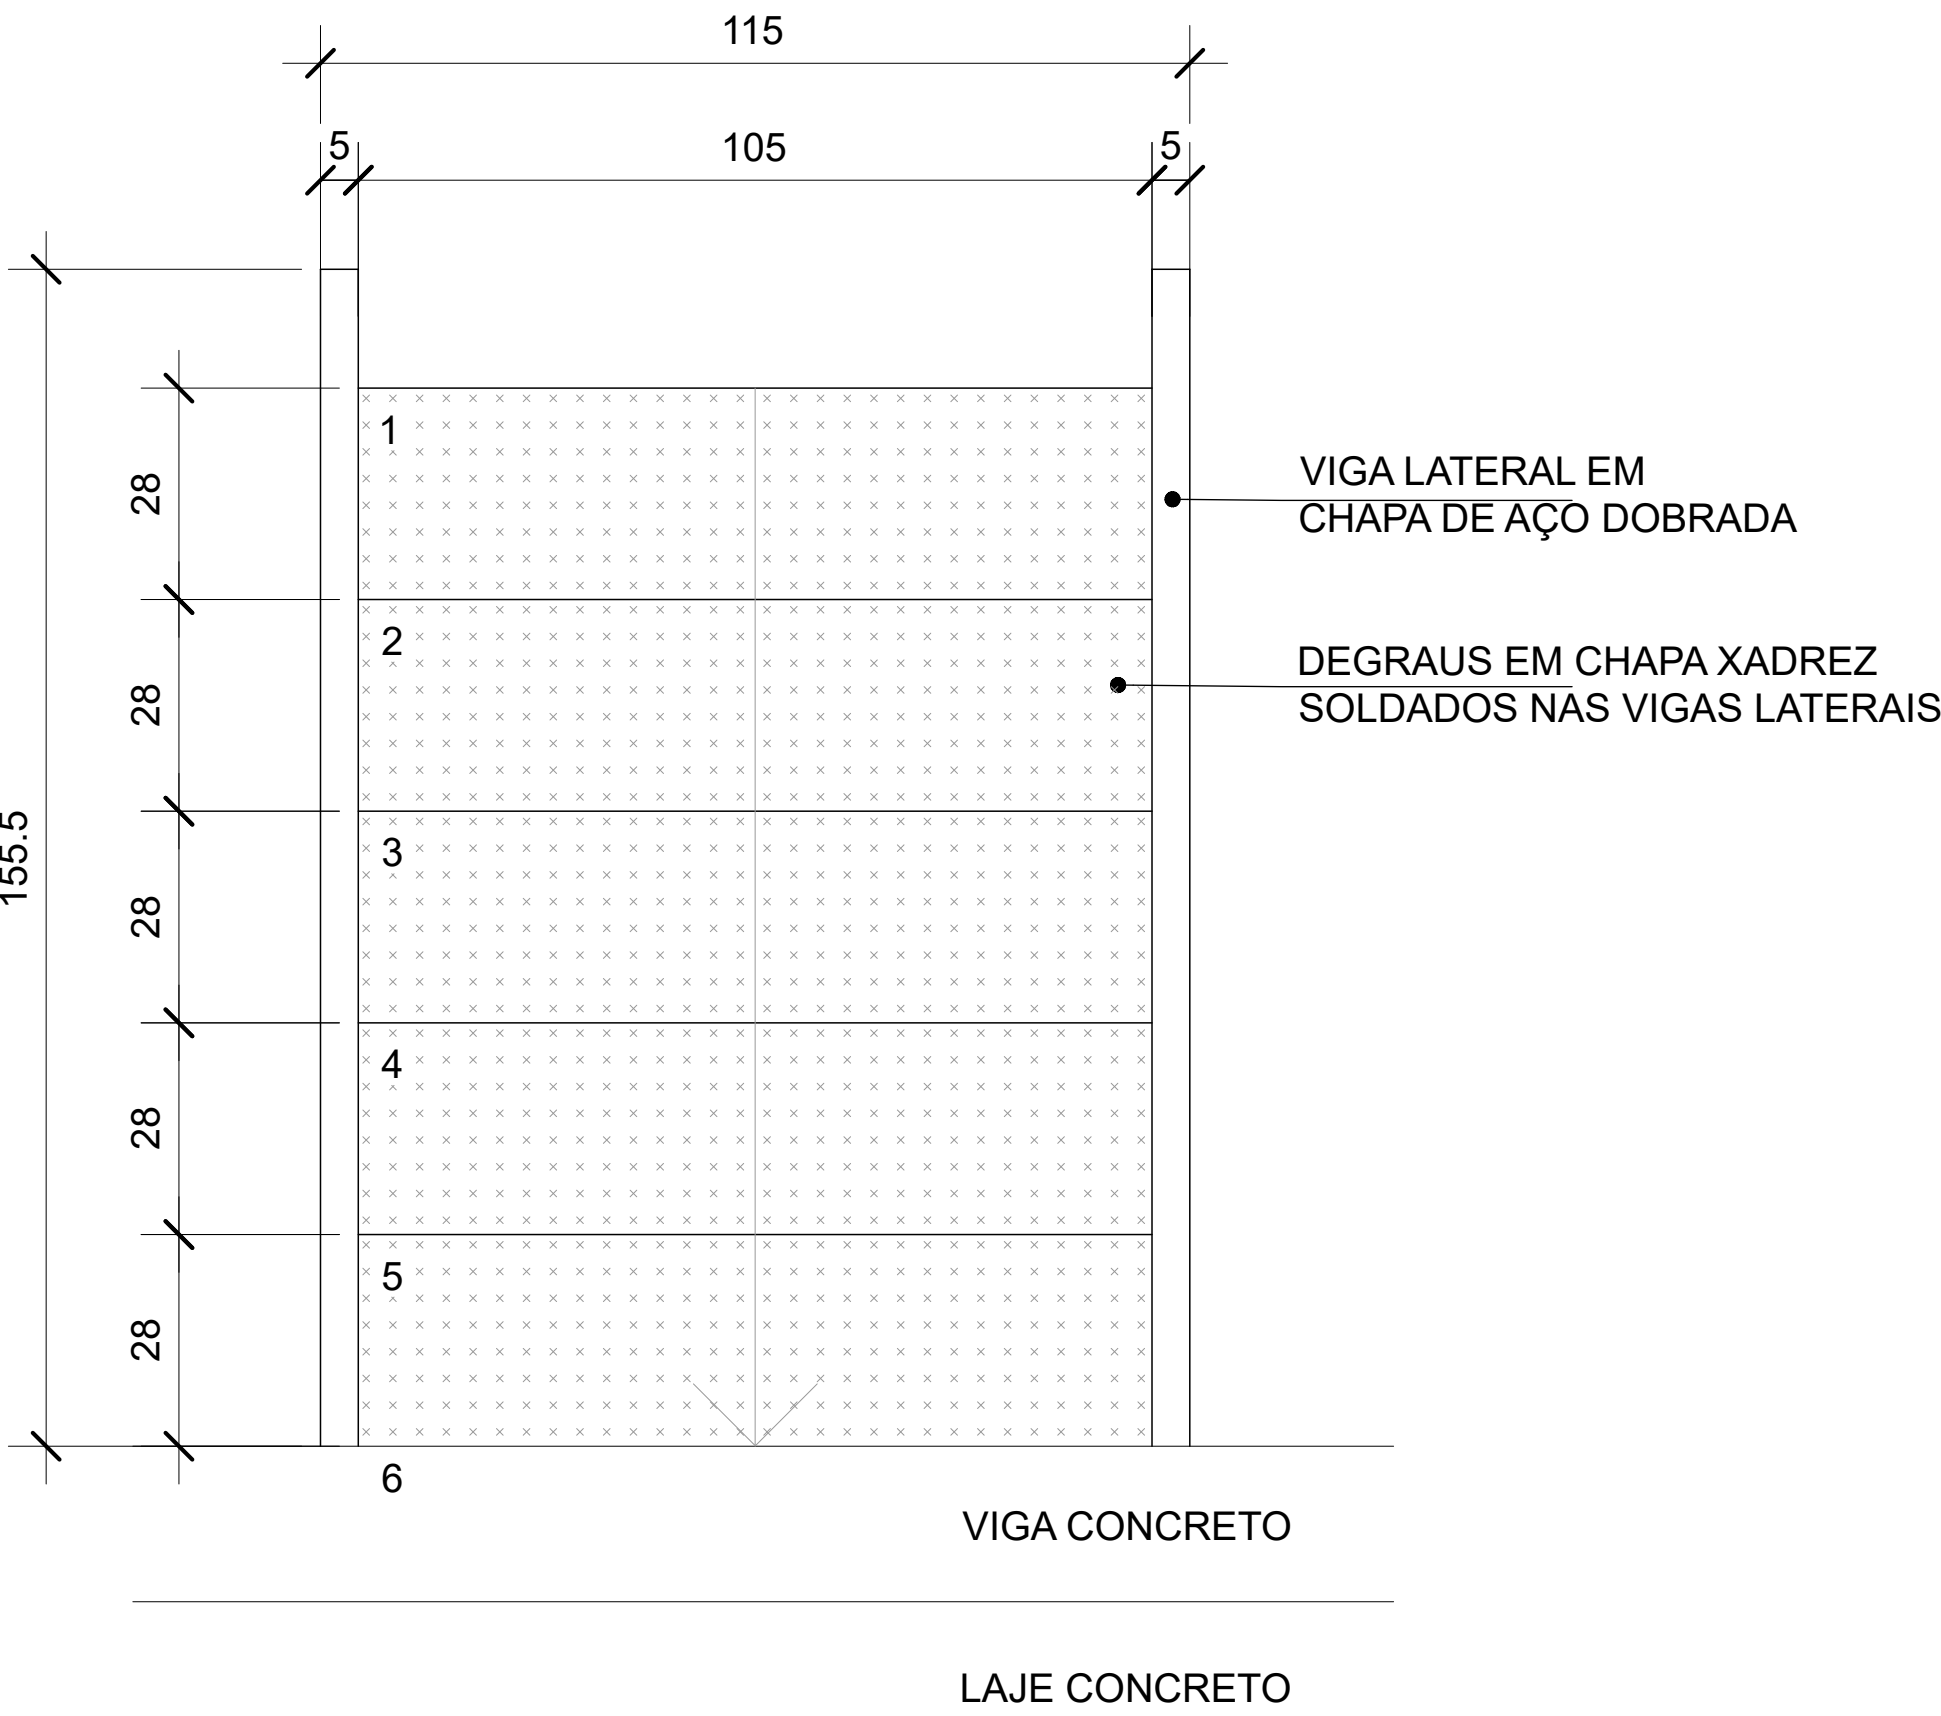 115
5
105
5
1
28
VIGA LATERAL EM
CHAPA DE AÇO DOBRADA
2
DEGRAUS EM CHAPA XADREZ
SOLDADOS NAS VIGAS LATERAIS
28
155.5
3
28
4
28
5
28
6
VIGA CONCRETO
LAJE CONCRETO